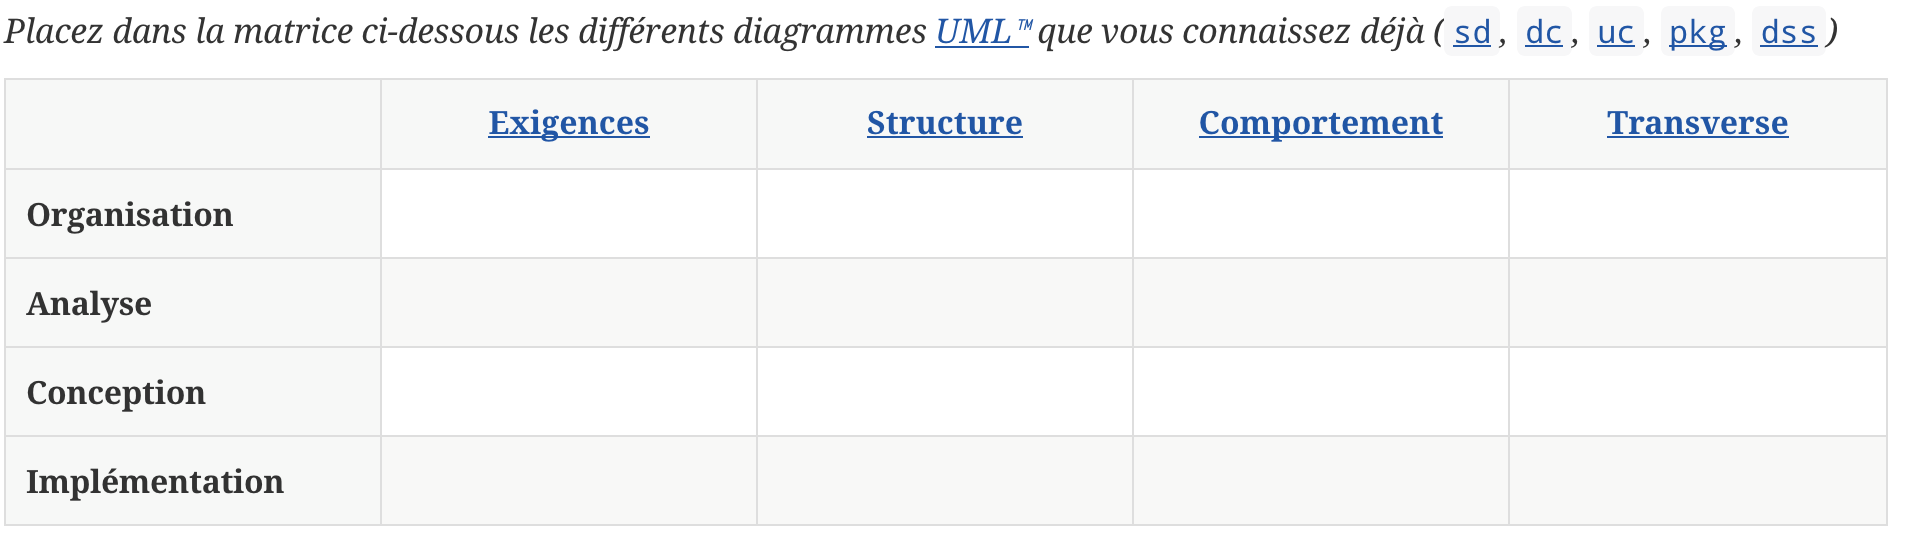 Placez dans la matrice ci-dessous les différents diagrammes UML™ que vous connaissez déjà ( sd , dc , uc , pkg , dss )
Exigences Structure Comportement Transverse
Organisation
Analyse
Conception
Implémentation